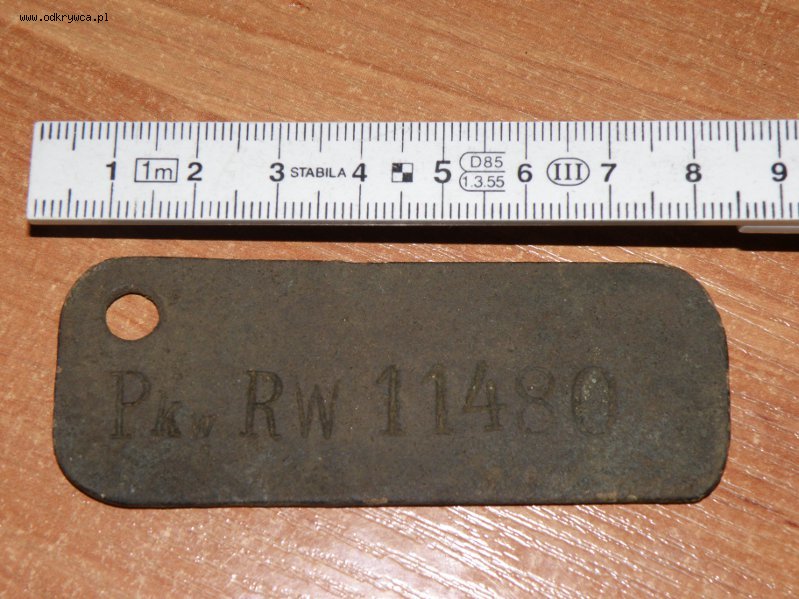 www.odkrywca.pl
1 1m 2 3 STABILA 4 5 D85 1.3.55 6 III 7 8 9
Pkw RW 11480